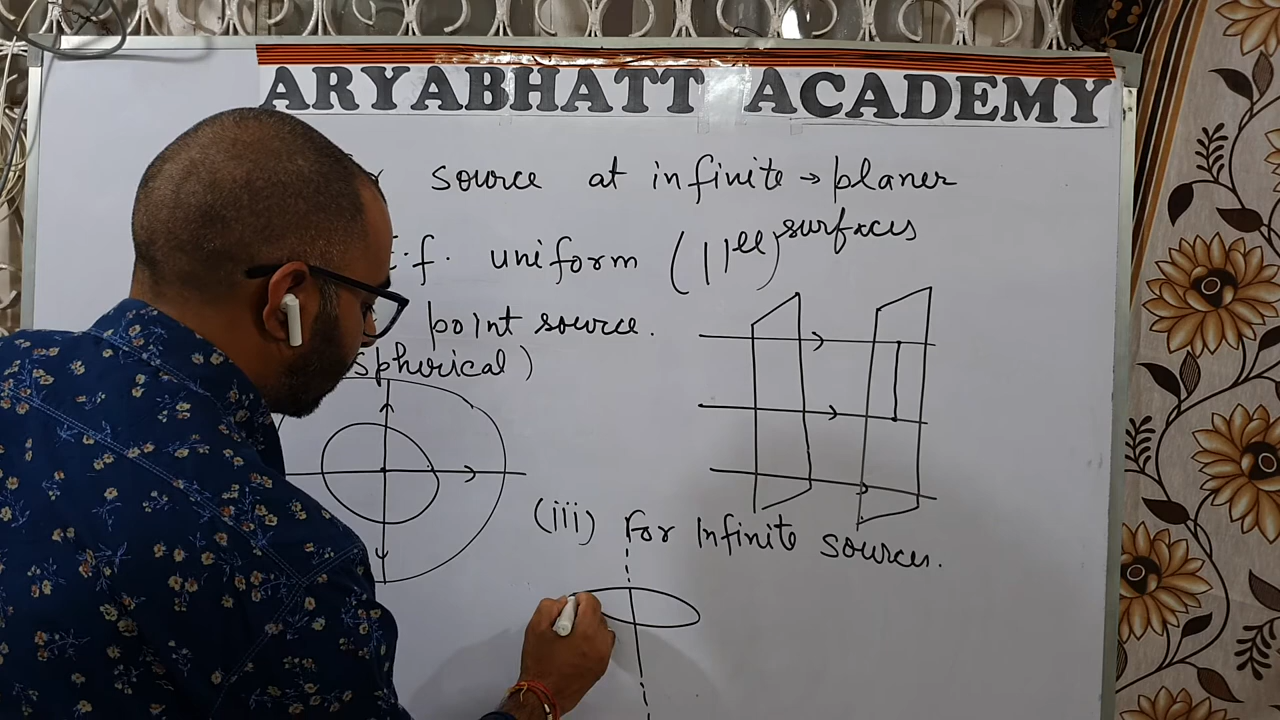 ARYABHATT ACADEMY
source at infinite → planer
.f. uniform (||el) surfaces
point source.
spherical)
(iii) For Infinite sources.